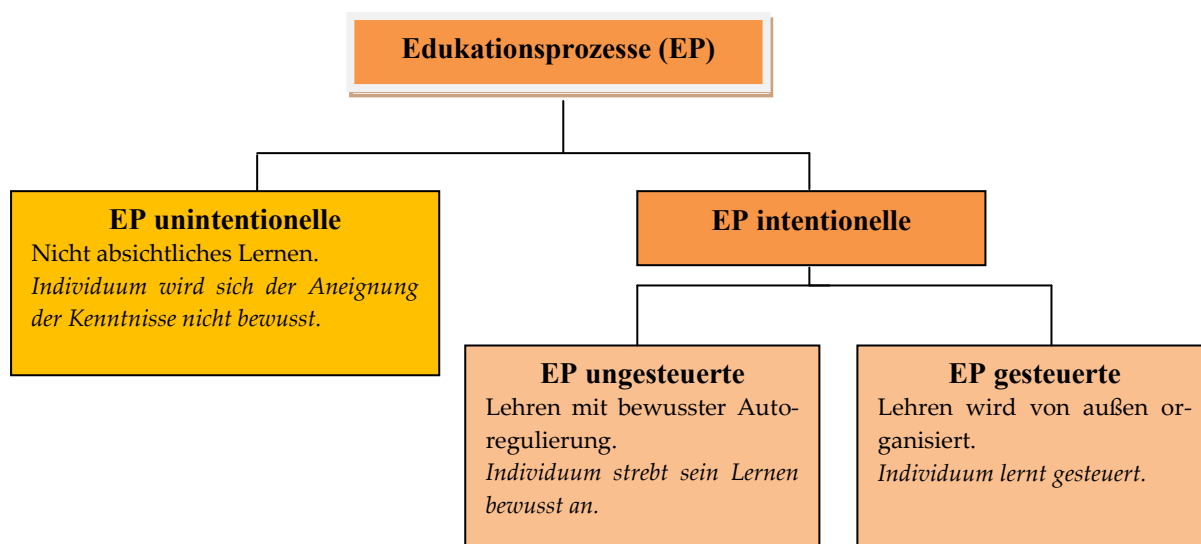 Edukationsprozesse (EP)
EP unintentionelle
Nicht absichtliches Lernen.
Individuum wird sich der Aneignung
der Kenntnisse nicht bewusst.
EP intentionelle
EP ungesteuerte
Lehren mit bewusster Auto-
regulierung.
Individuum strebt sein Lernen
bewusst an.
EP gesteuerte
Lehren wird von außen or-
ganisiert.
Individuum lernt gesteuert.